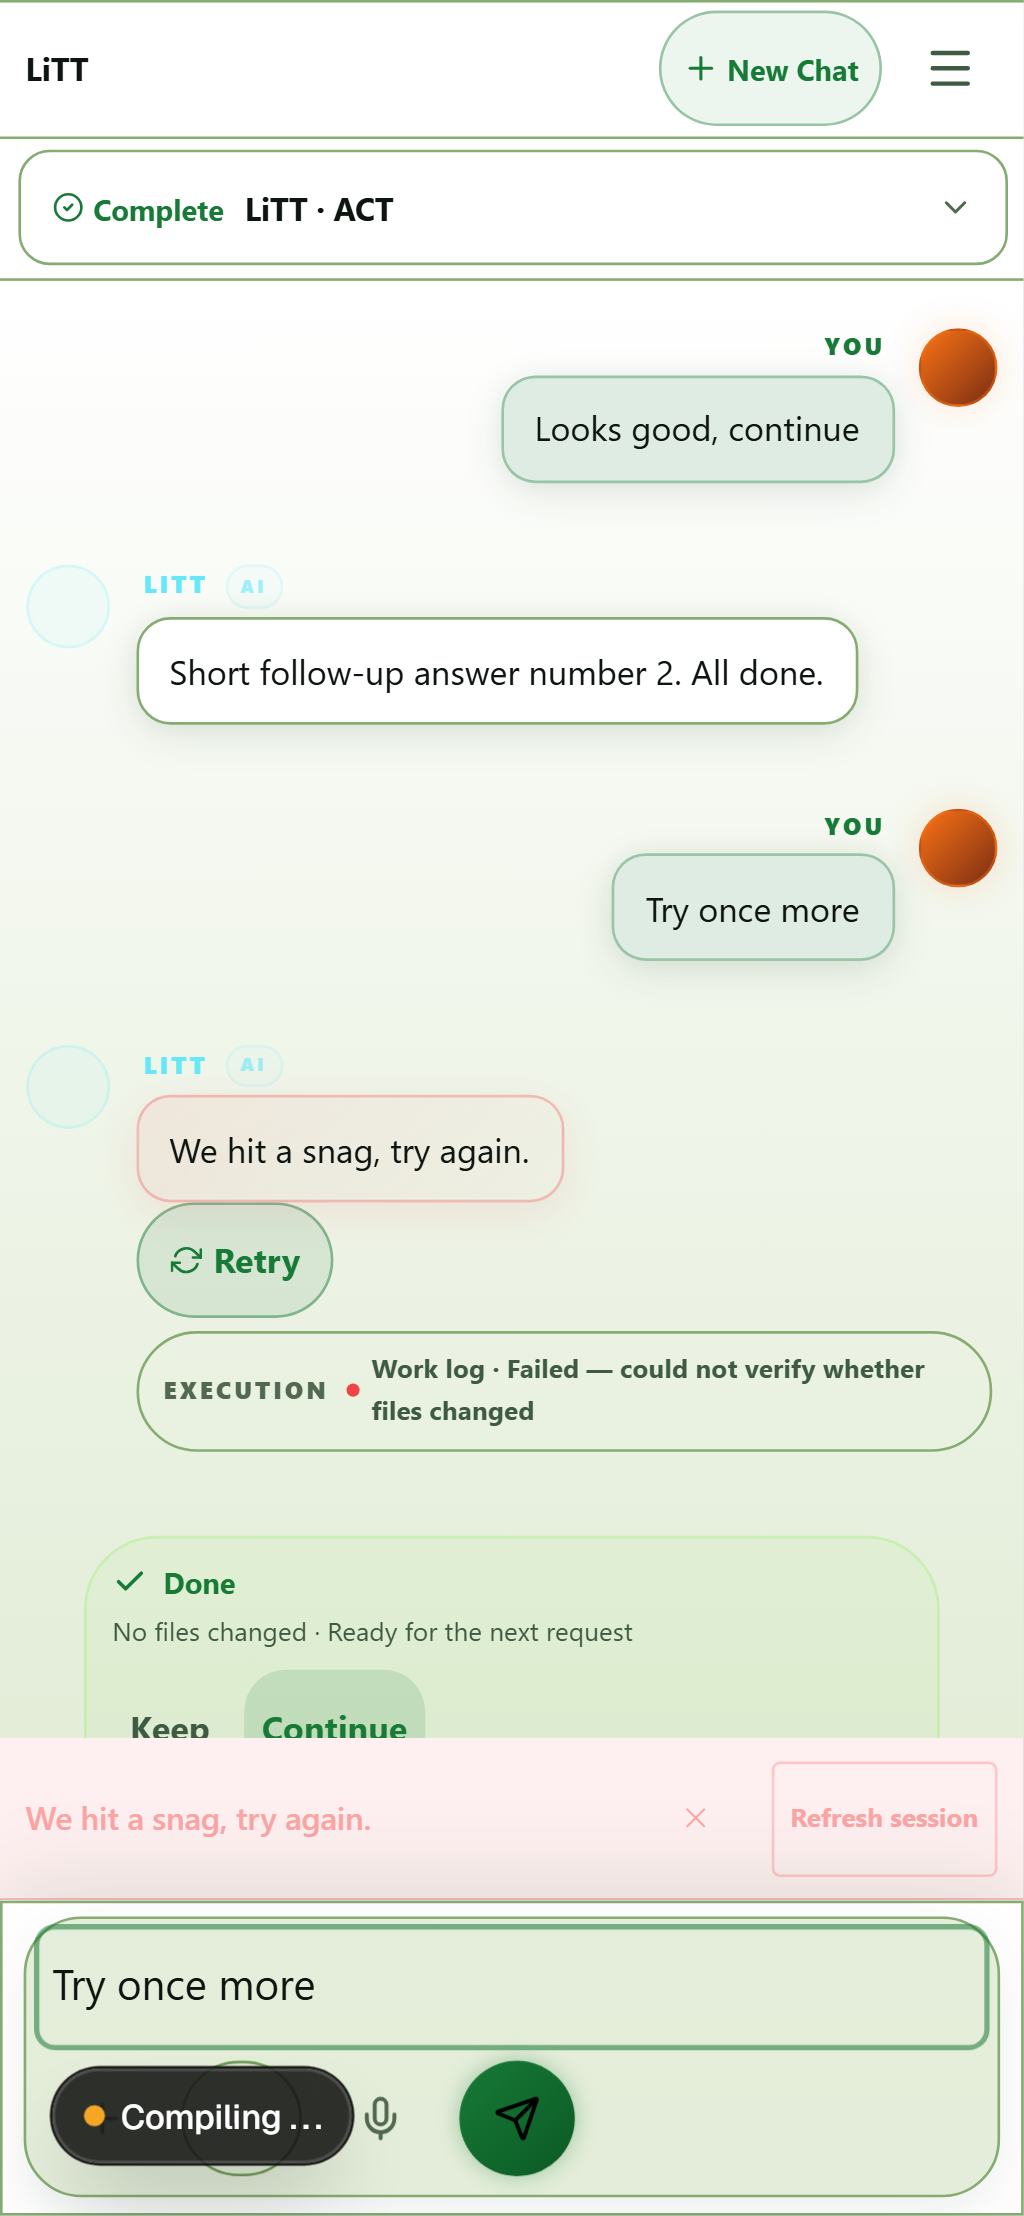 LiTT
New Chat
Complete LiTT · ACT
YOU
Looks good, continue
LITT AI
Short follow-up answer number 2. All done.
YOU
Try once more
LITT AI
We hit a snag, try again.
Retry
EXECUTION Work log · Failed — could not verify whether
files changed
Done
No files changed · Ready for the next request
Keep Continue
We hit a snag, try again. Refresh session
Try once more
Compiling ...